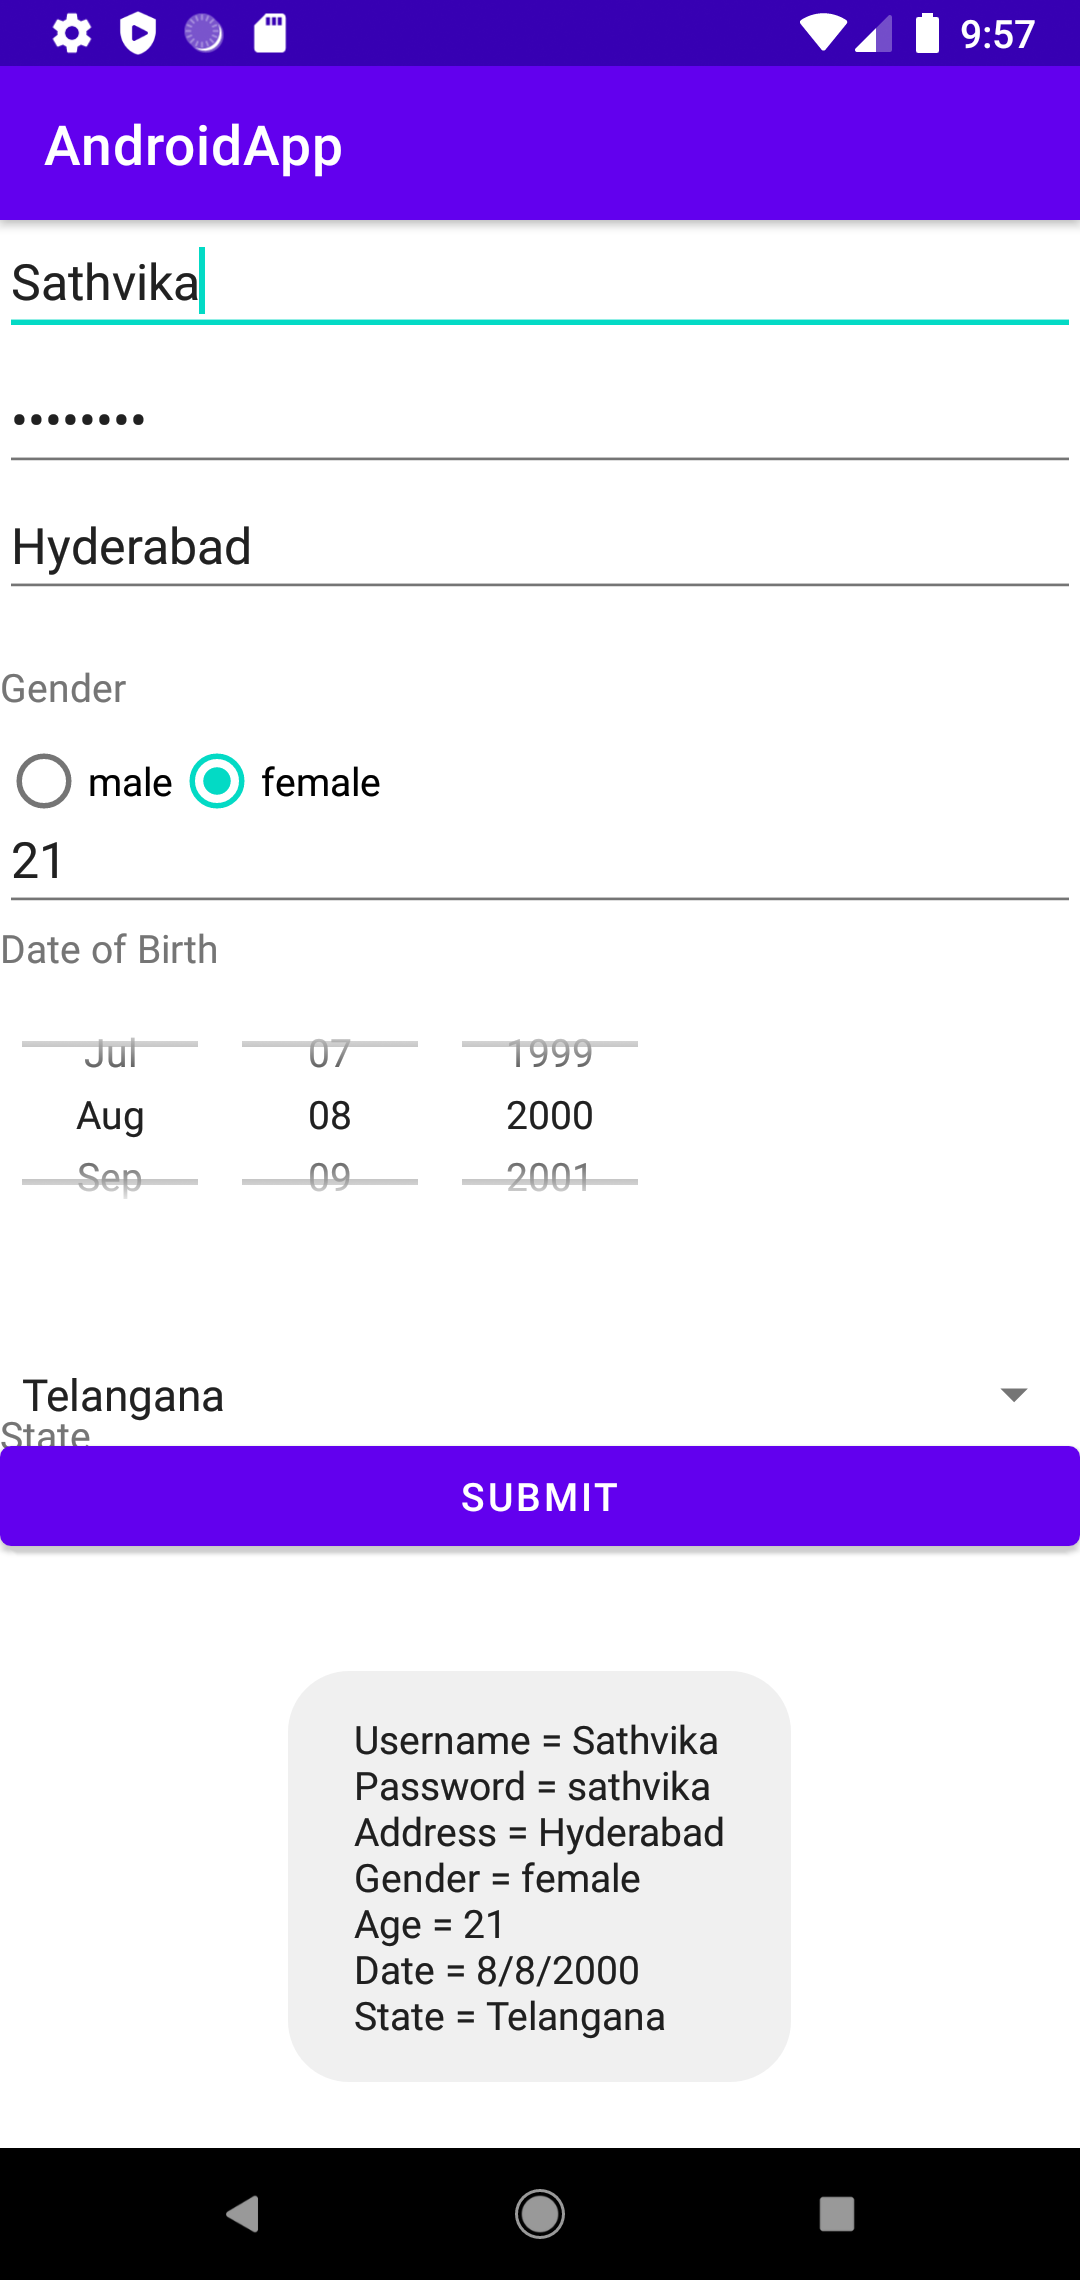 9:57
AndroidApp
Sathvika
••••••••
Hyderabad
Gender
male female
21
Date of Birth
Jul 07 1999
Aug 08 2000
Sep 09 2001
Telangana
State
SUBMIT
Username = Sathvika
Password = sathvika
Address = Hyderabad
Gender = female
Age = 21
Date = 8/8/2000
State = Telangana